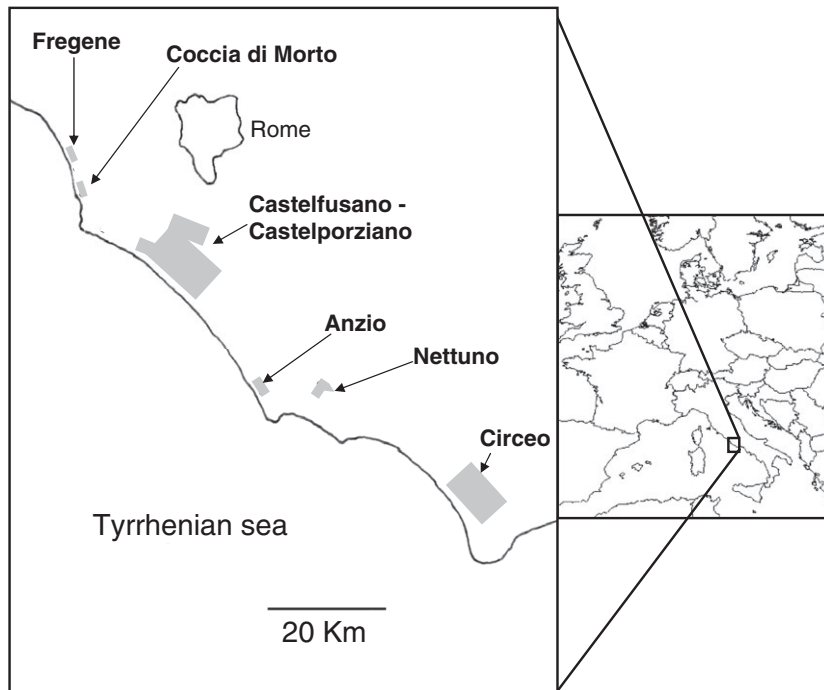 Fregene
Coccia di Morto
Rome
Castelfusano -
Castelporziano
Anzio
Nettuno
Circeo
Tyrrhenian sea
20 Km